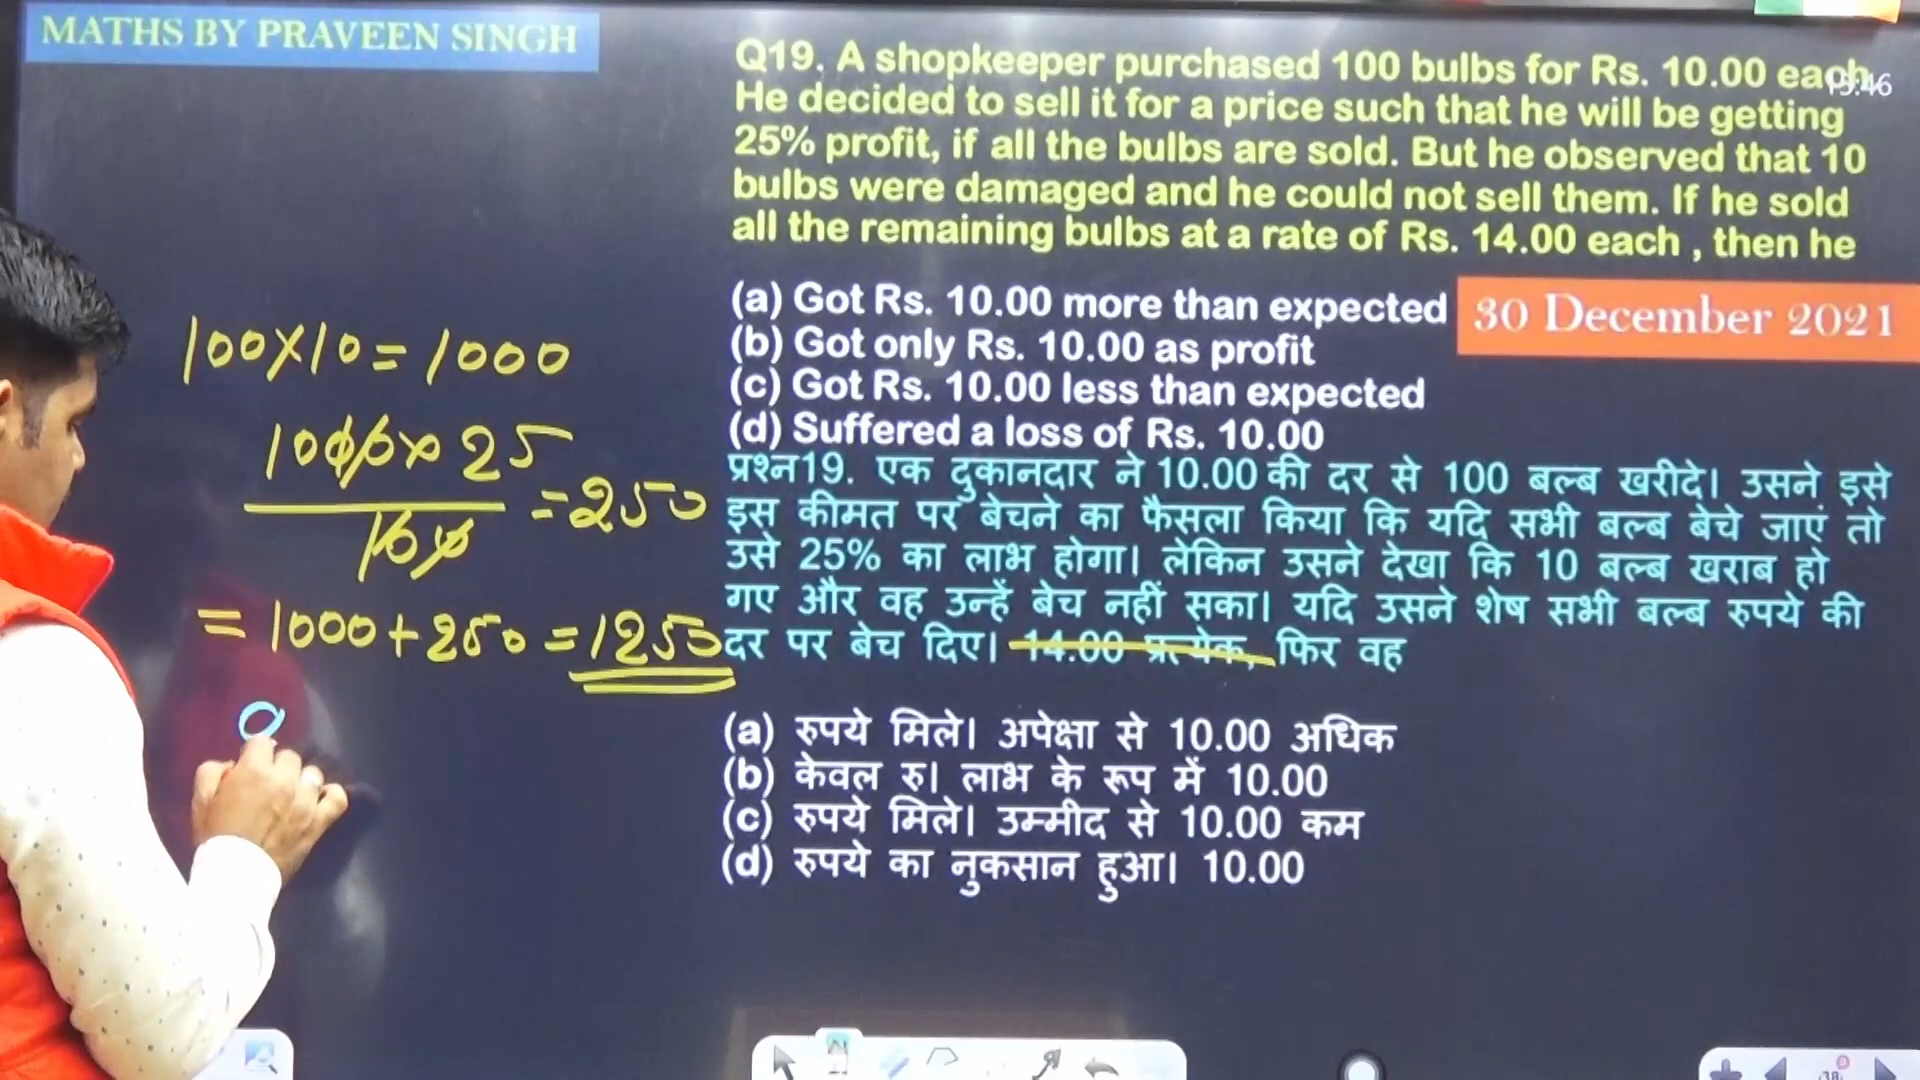 MATHS BY PRAVEEN SINGH
Q19. A shopkeeper purchased 100 bulbs for Rs. 10.00 each.
15:46
He decided to sell it for a price such that he will be getting
25% profit, if all the bulbs are sold. But he observed that 10
bulbs were damaged and he could not sell them. If he sold
all the remaining bulbs at a rate of Rs. 14.00 each , then he
(a) Got Rs. 10.00 more than expected
30 December 2021
(b) Got only Rs. 10.00 as profit
(c) Got Rs. 10.00 less than expected
(d) Suffered a loss of Rs. 10.00
प्रश्न19. एक दुकानदार ने 10.00 की दर से 100 बल्ब खरीदे। उसने इसे
इस कीमत पर बेचने का फैसला किया कि यदि सभी बल्ब बेचे जाएं तो
उसे 25% का लाभ होगा। लेकिन उसने देखा कि 10 बल्ब खराब हो
गए और वह उन्हें बेच नहीं सका। यदि उसने शेष सभी बल्ब रुपये की
दर पर बेच दिए। 14.00 प्रत्येक, फिर वह
(a) रुपये मिले। अपेक्षा से 10.00 अधिक
(b) केवल रु। लाभ के रूप में 10.00
(c) रुपये मिले। उम्मीद से 10.00 कम
(d) रुपये का नुकसान हुआ। 10.00
100×10=1000
1000×25
100
=250
=1000+250=1250
38